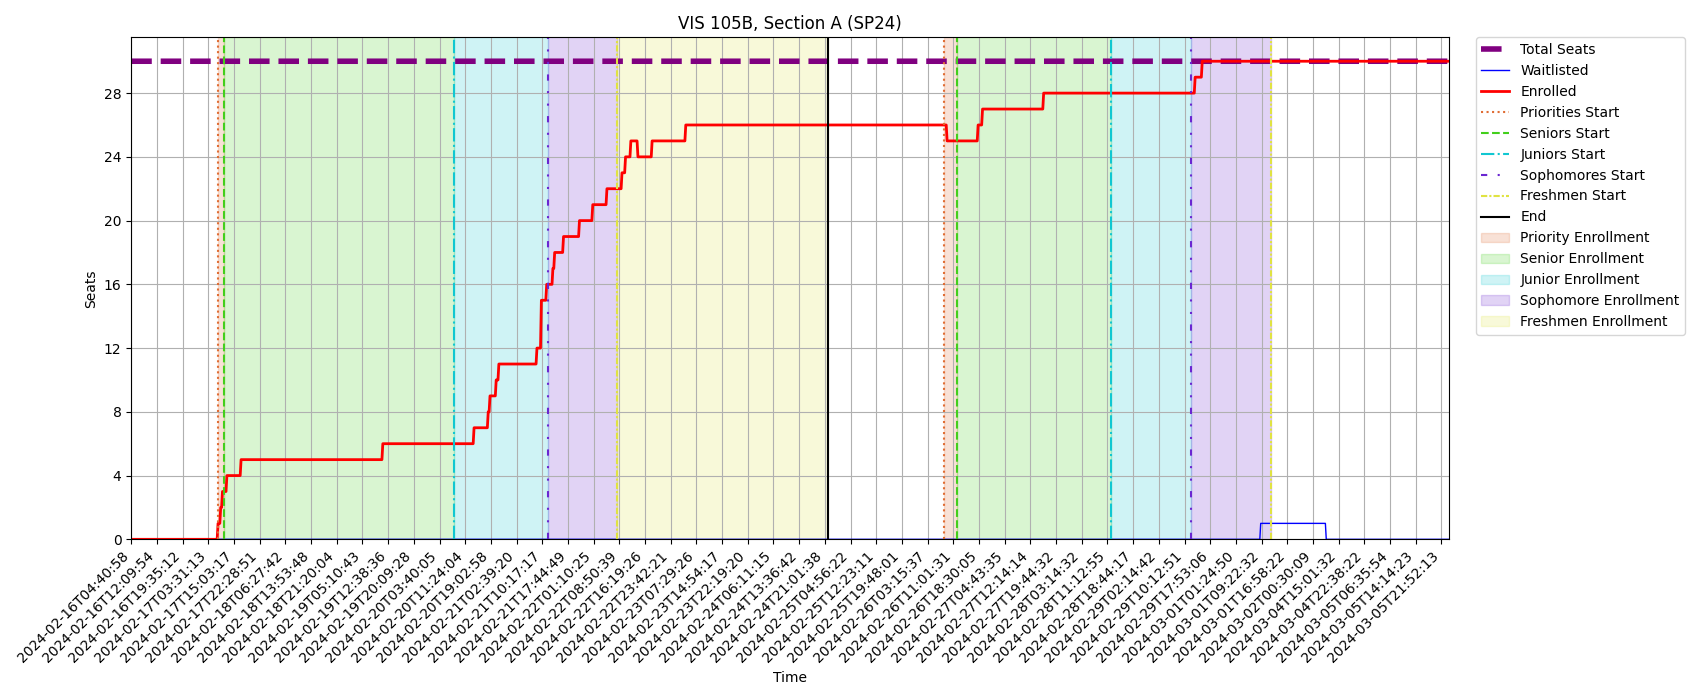 VIS 105B, Section A (SP24)
Seats
28
24
20
16
12
8
4
0
2024-02-16T04:40:58
2024-02-16T12:09:54
2024-02-16T19:35:12
2024-02-17T03:31:13
2024-02-17T15:03:17
2024-02-17T22:28:51
2024-02-18T06:27:42
2024-02-18T13:53:48
2024-02-18T21:20:04
2024-02-19T05:10:43
2024-02-19T12:38:36
2024-02-19T20:09:28
2024-02-20T03:40:05
2024-02-20T11:24:04
2024-02-20T19:02:58
2024-02-21T02:39:20
2024-02-21T10:17:17
2024-02-21T17:44:49
2024-02-22T01:10:25
2024-02-22T08:50:39
2024-02-22T16:19:26
2024-02-22T23:42:21
2024-02-23T07:29:26
2024-02-23T14:54:17
2024-02-23T22:19:20
2024-02-24T06:11:15
2024-02-24T13:36:42
2024-02-24T21:01:38
2024-02-25T04:56:22
2024-02-25T12:23:11
2024-02-25T19:48:01
2024-02-26T03:15:37
2024-02-26T11:01:31
2024-02-26T18:30:05
2024-02-27T04:43:35
2024-02-27T12:14:14
2024-02-27T19:44:32
2024-02-28T03:14:32
2024-02-28T11:12:55
2024-02-28T18:44:17
2024-02-29T02:14:42
2024-02-29T10:12:51
2024-02-29T17:53:06
2024-03-01T01:24:50
2024-03-01T09:22:32
2024-03-01T16:58:22
2024-03-02T00:30:09
2024-03-04T15:01:32
2024-03-04T22:38:22
2024-03-05T06:35:54
2024-03-05T14:14:23
2024-03-05T21:52:13
Time
Total Seats
Waitlisted
Enrolled
Priorities Start
Seniors Start
Juniors Start
Sophomores Start
Freshmen Start
End
Priority Enrollment
Senior Enrollment
Junior Enrollment
Sophomore Enrollment
Freshmen Enrollment